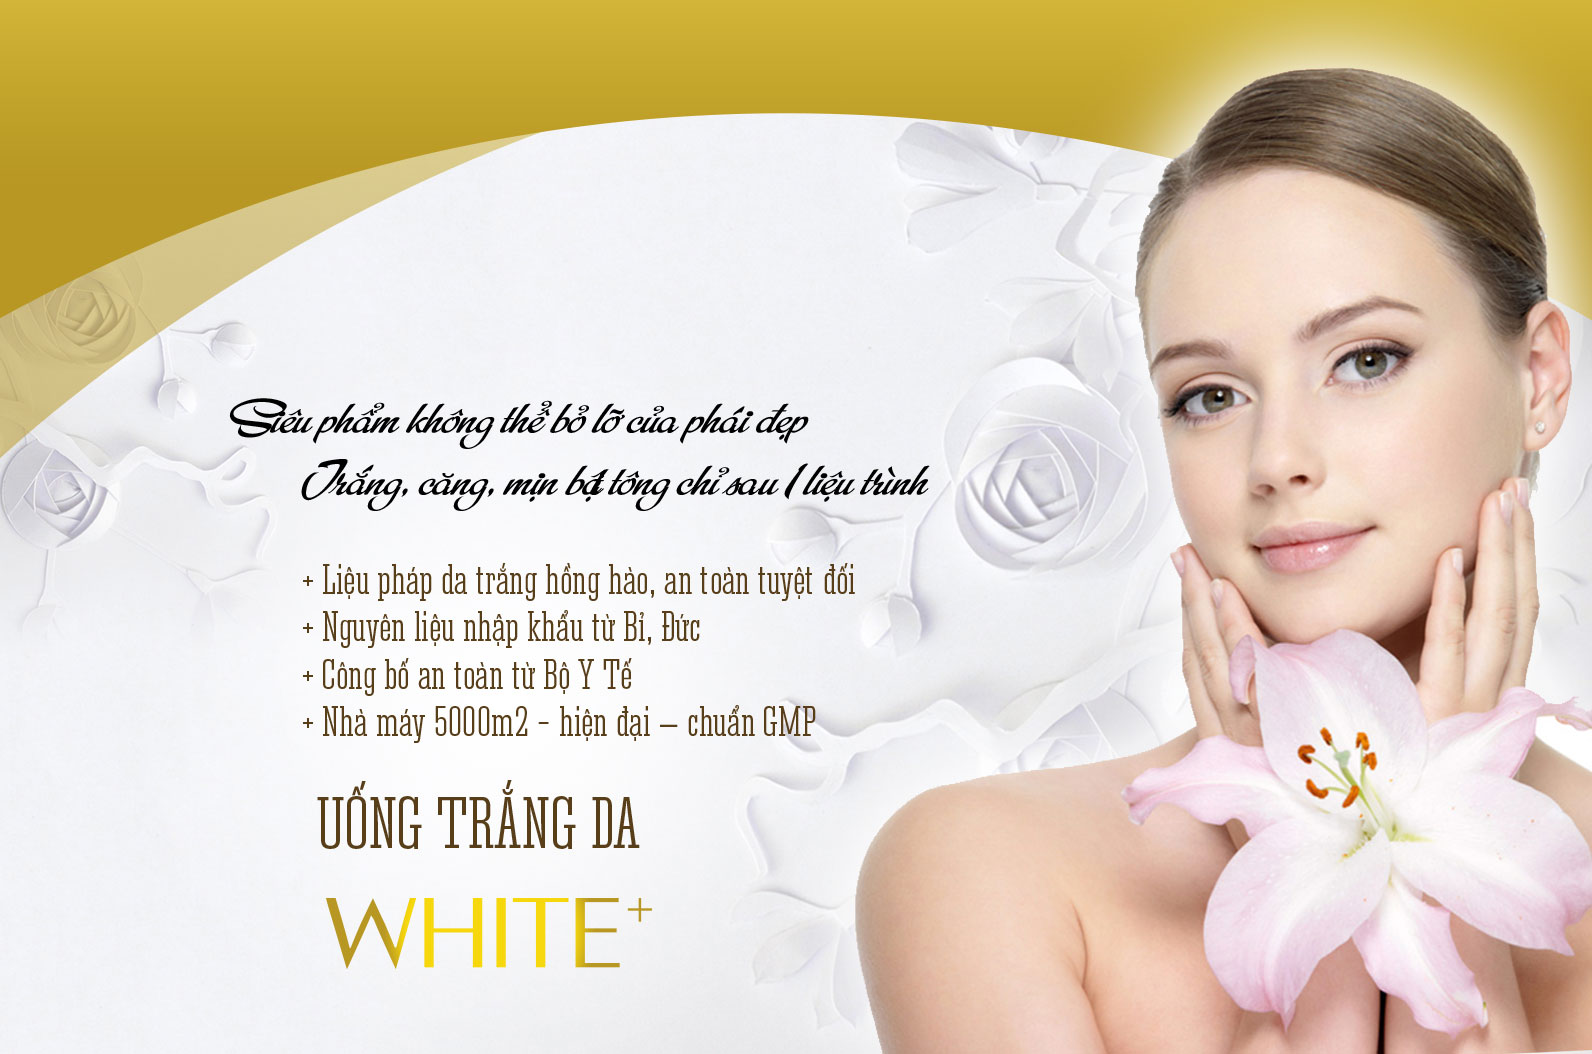 Siêu phẩm không thể bỏ lỡ của phái đẹp
Trắng, căng, mịn bật tông chỉ sau 1 liệu trình
+ Liệu pháp da trắng hồng hào, an toàn tuyệt đối
+ Nguyên liệu nhập khẩu từ Bỉ, Đức
+ Công bố an toàn từ Bộ Y Tế
+ Nhà máy 5000m2 - hiện đại – chuẩn GMP
UỐNG TRẮNG DA
WHITE+